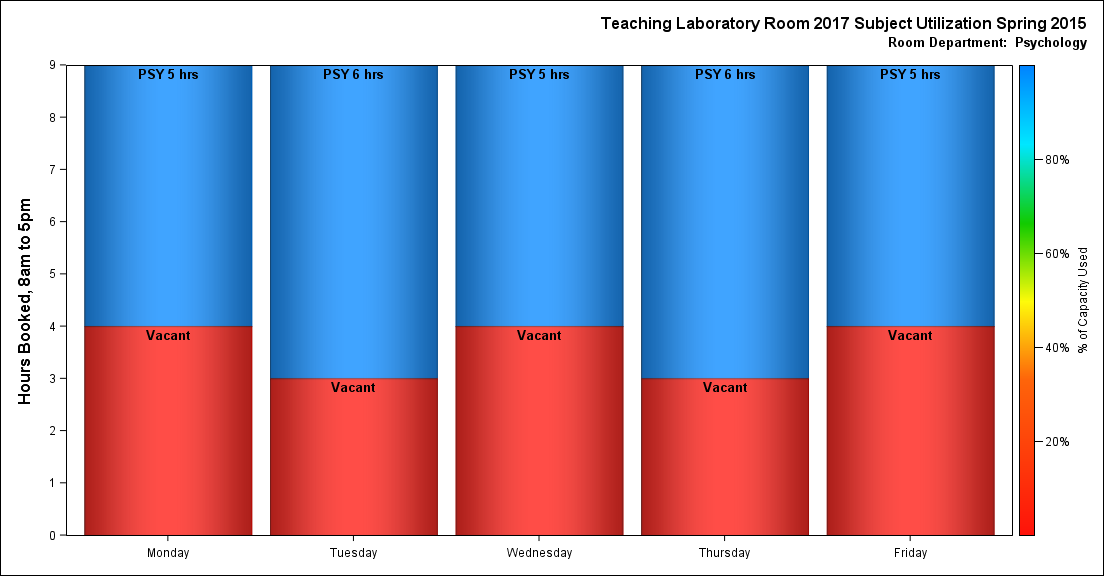 Teaching Laboratory Room 2017 Subject Utilization Spring 2015
Room Department:  Psychology
Hours Booked, 8am to 5pm
9
8
7
6
5
4
3
2
1
0
PSY 5 hrs
PSY 6 hrs
PSY 5 hrs
PSY 6 hrs
PSY 5 hrs
Vacant
Vacant
Vacant
Vacant
Vacant
Monday
Tuesday
Wednesday
Thursday
Friday
80%
60%
40%
20%
% of Capacity Used